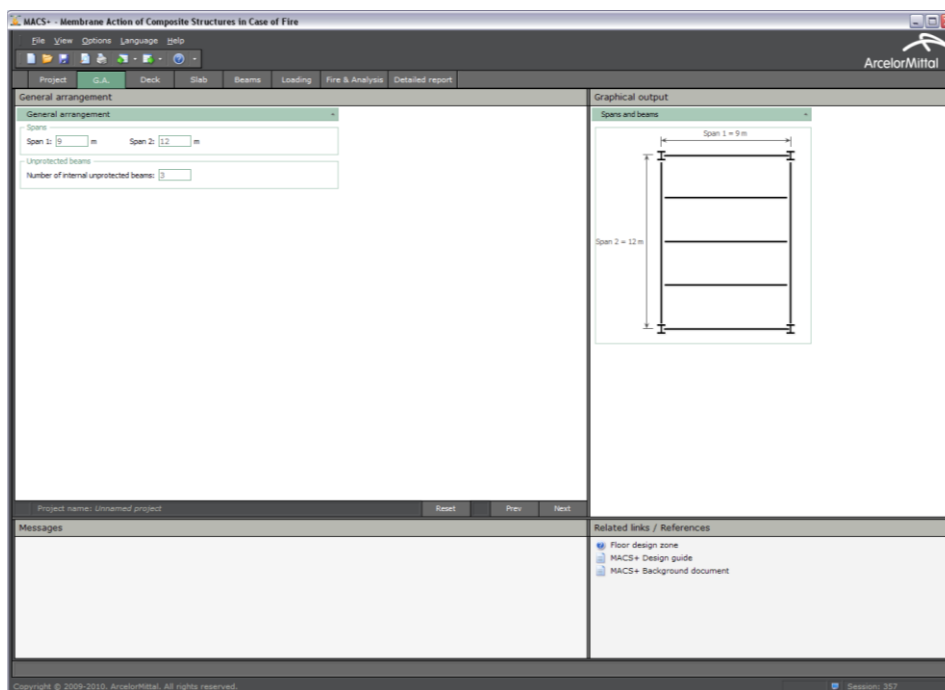 MACS+ - Membrane Action of Composite Structures in Case of Fire
File View Options Language Help
ArcelorMittal
Project G.A. Deck Slab Beams Loading Fire & Analysis Detailed report
General arrangement
General arrangement
Spans
Span 1: 9 m Span 2: 12 m
Unprotected beams
Number of internal unprotected beams: 3
Graphical output
Spans and beams
Span 1 = 9 m
Span 2 = 12 m
Project name: Unnamed project Reset Prev Next
Messages
Related links / References
Floor design zone
MACS+ Design guide
MACS+ Background document
Copyright © 2009-2010. ArcelorMittal. All rights reserved. Session: 357